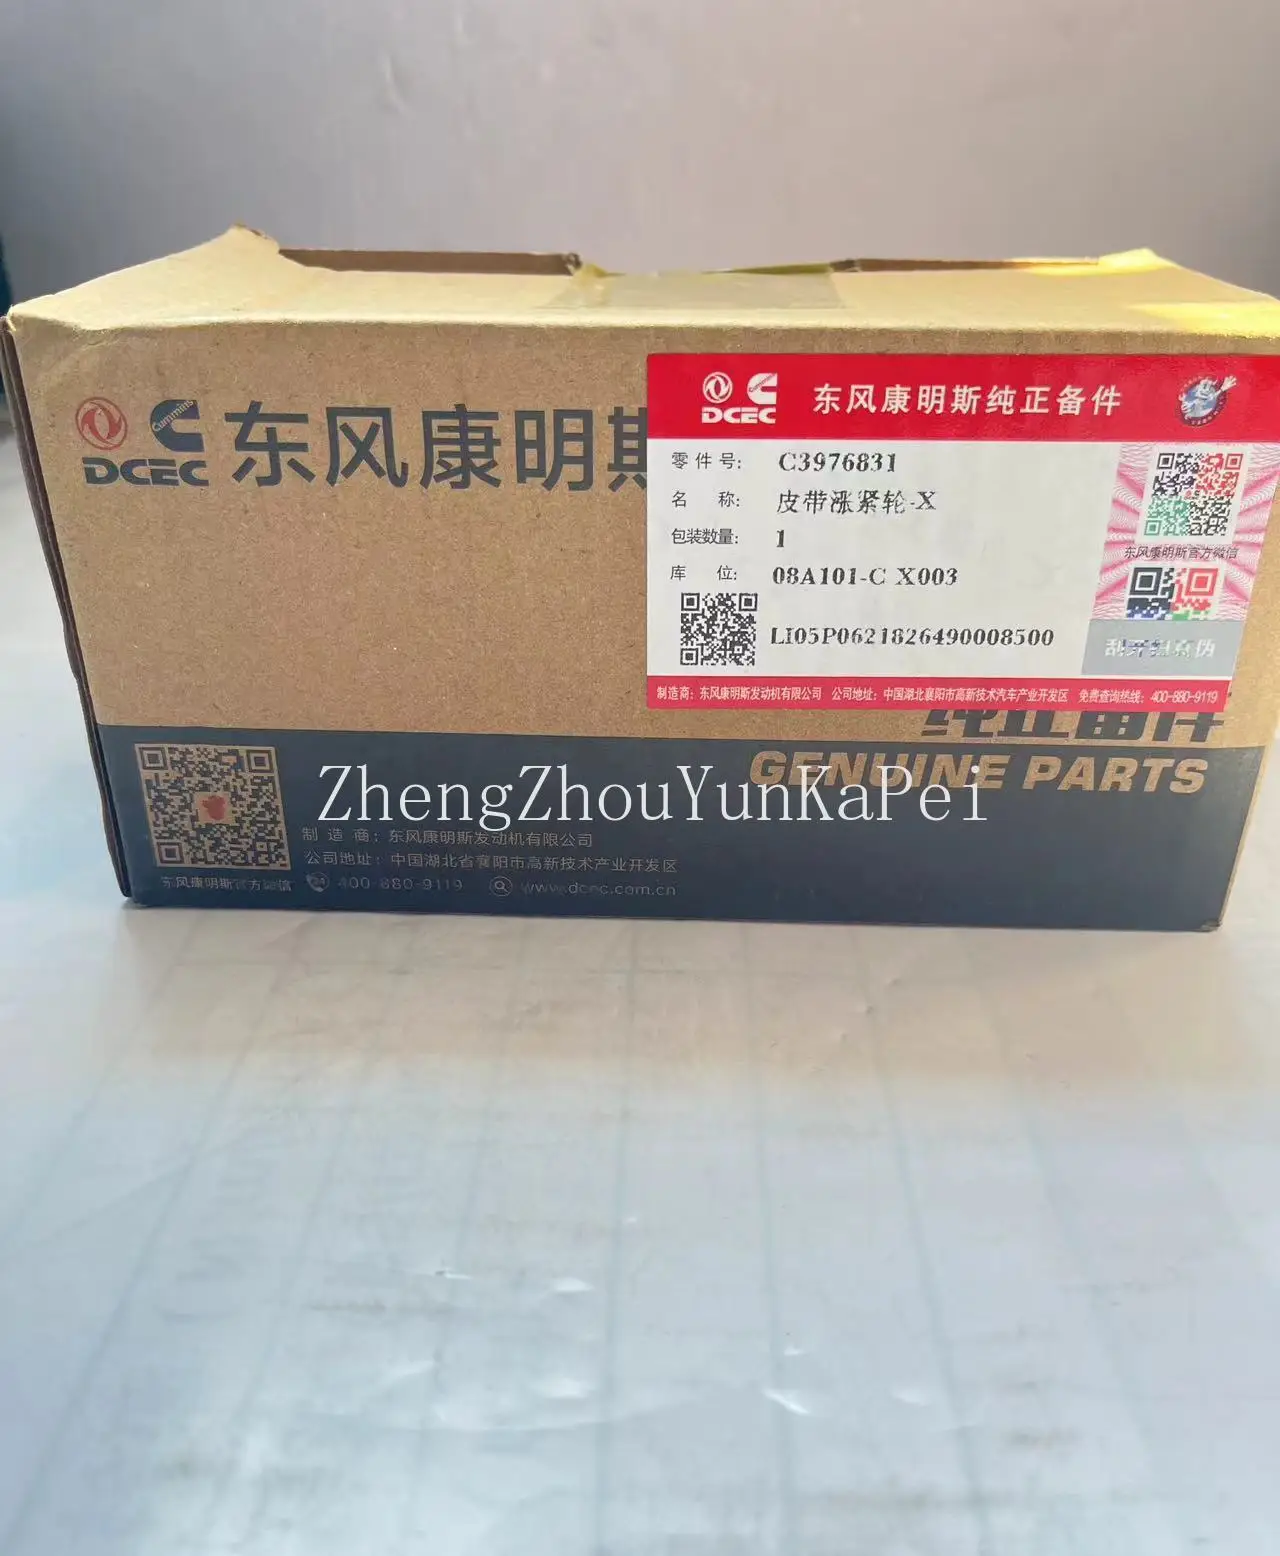 Cummins
DCEC 东风康明斯
DCEC 东风康明斯纯正备件
零件号: C3976831
名 称: 皮带涨紧轮-X
包装数量: 1
库 位: 08A101-C X003
LI05P0621826490008500
东风康明斯官方微信
制造商: 东风康明斯发动机有限公司 公司地址: 中国湖北襄阳市高新技术汽车产业开发区 免费查询热线: 400-880-9119
纯正备件
GENUINE PARTS
ZhengZhouYunKaPei
制 造 商: 东风康明斯发动机有限公司
公司地址: 中国湖北省襄阳市高新技术产业开发区
东风康明斯官方微信 24 400-880-9119 www.dcec.com.cn